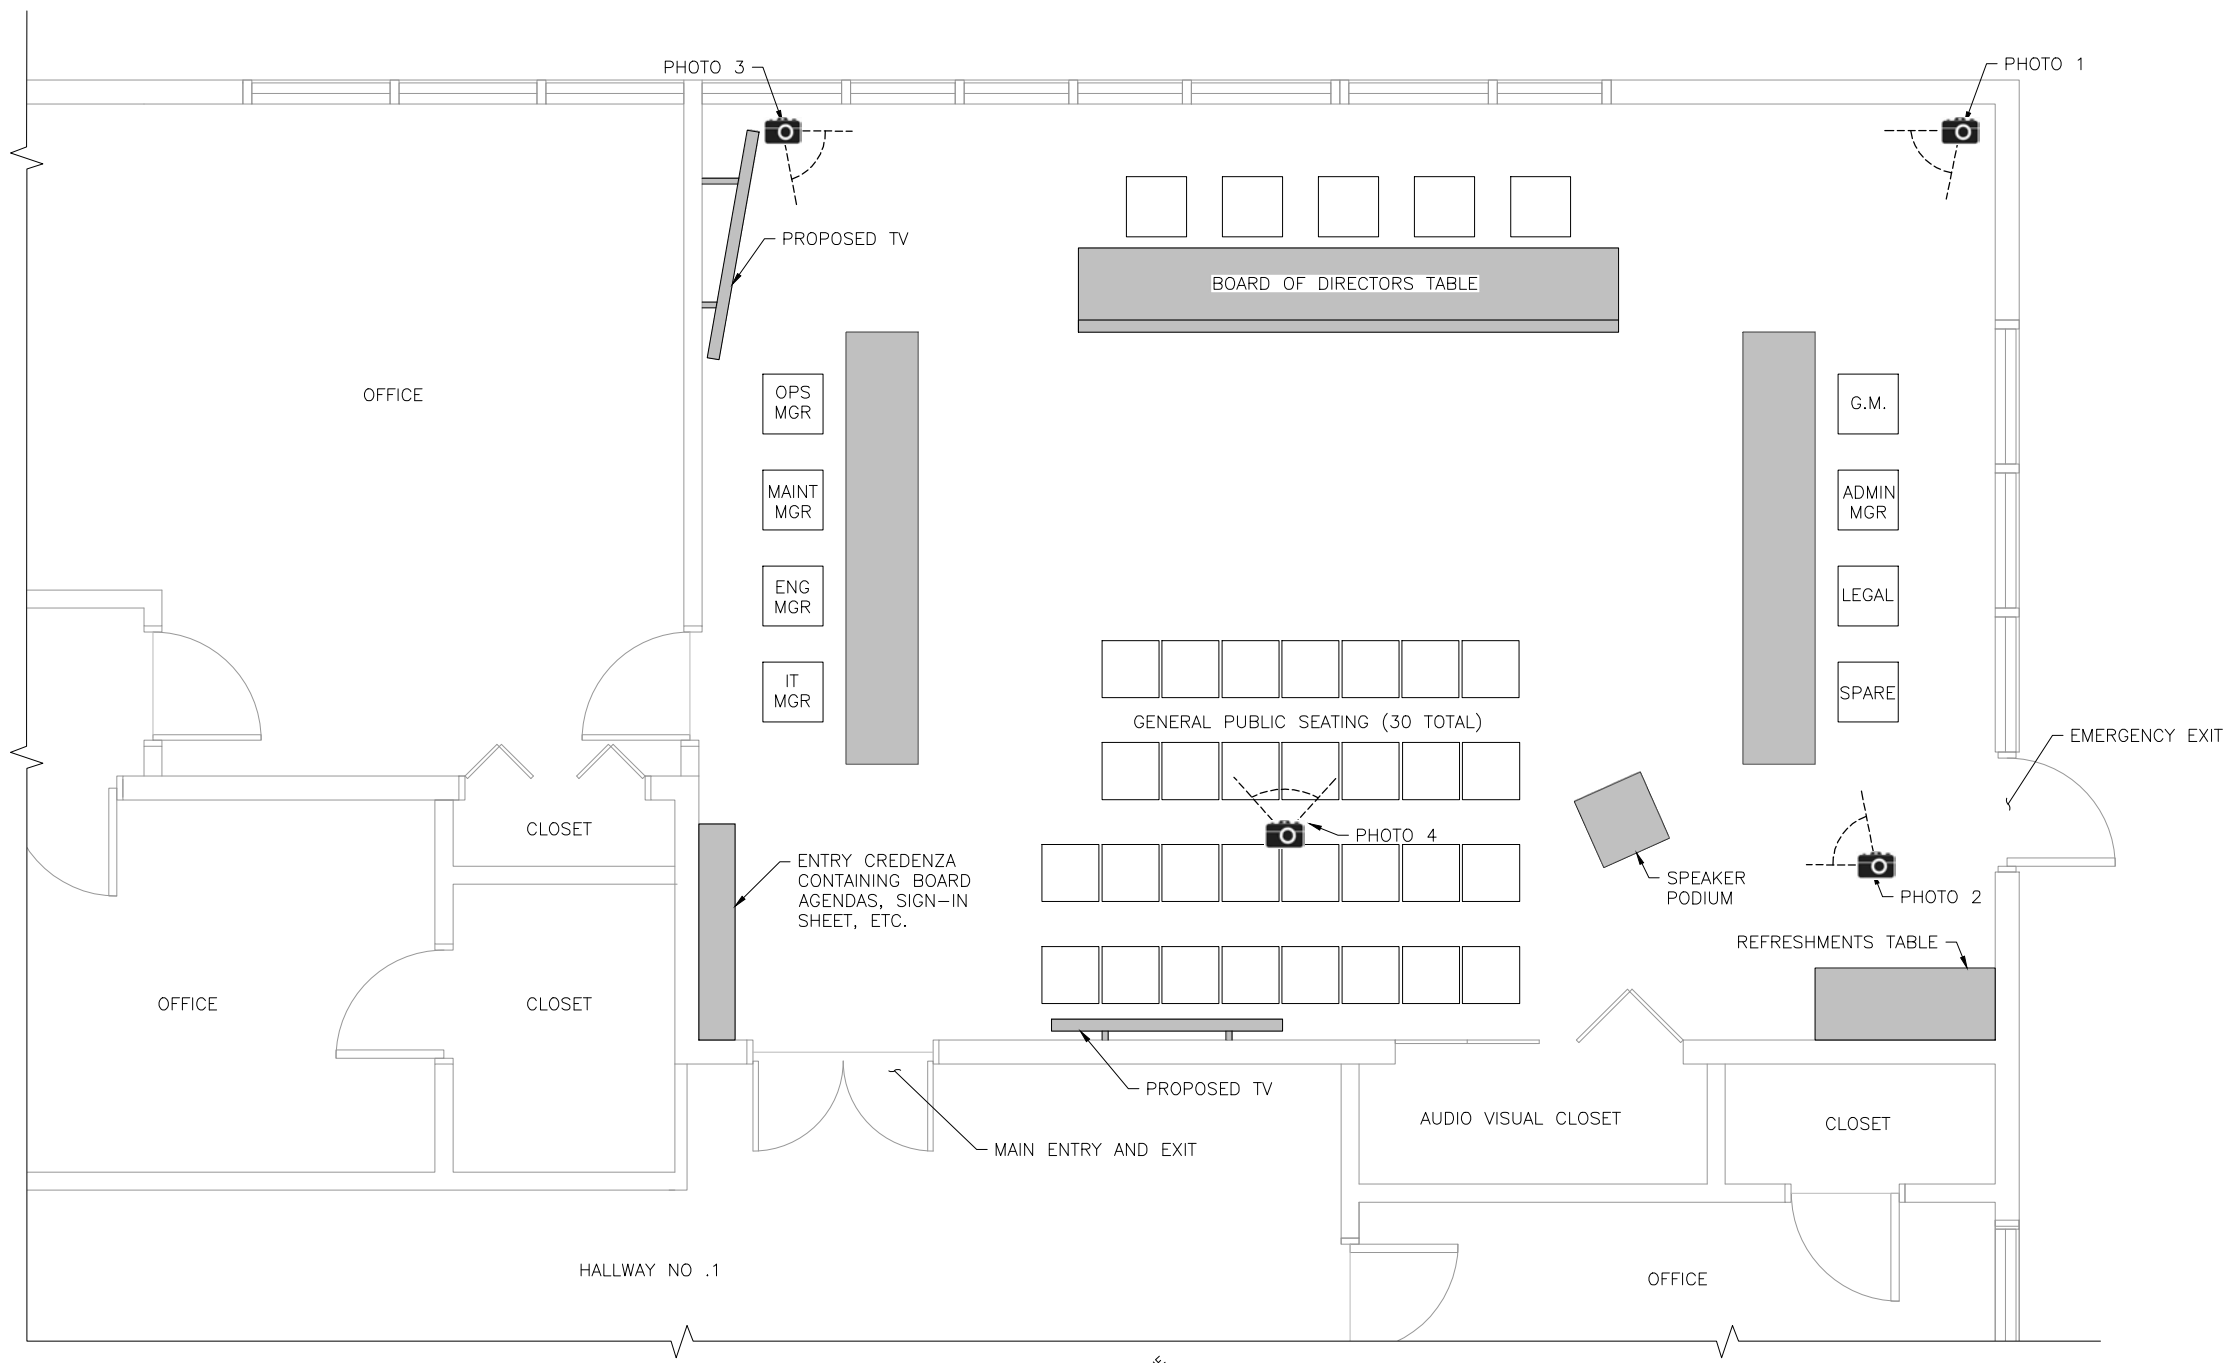 PHOTO 3
PHOTO 1
PROPOSED TV
BOARD OF DIRECTORS TABLE
OFFICE
OPS
MGR
G.M.
MAINT
MGR
ADMIN
MGR
ENG
MGR
LEGAL
IT
MGR
SPARE
GENERAL PUBLIC SEATING (30 TOTAL)
EMERGENCY EXIT
CLOSET
PHOTO 4
ENTRY CREDENZA
CONTAINING BOARD
AGENDAS, SIGN-IN
SHEET, ETC.
SPEAKER
PODIUM
PHOTO 2
REFRESHMENTS TABLE
OFFICE
CLOSET
PROPOSED TV
AUDIO VISUAL CLOSET
CLOSET
MAIN ENTRY AND EXIT
HALLWAY NO .1
OFFICE